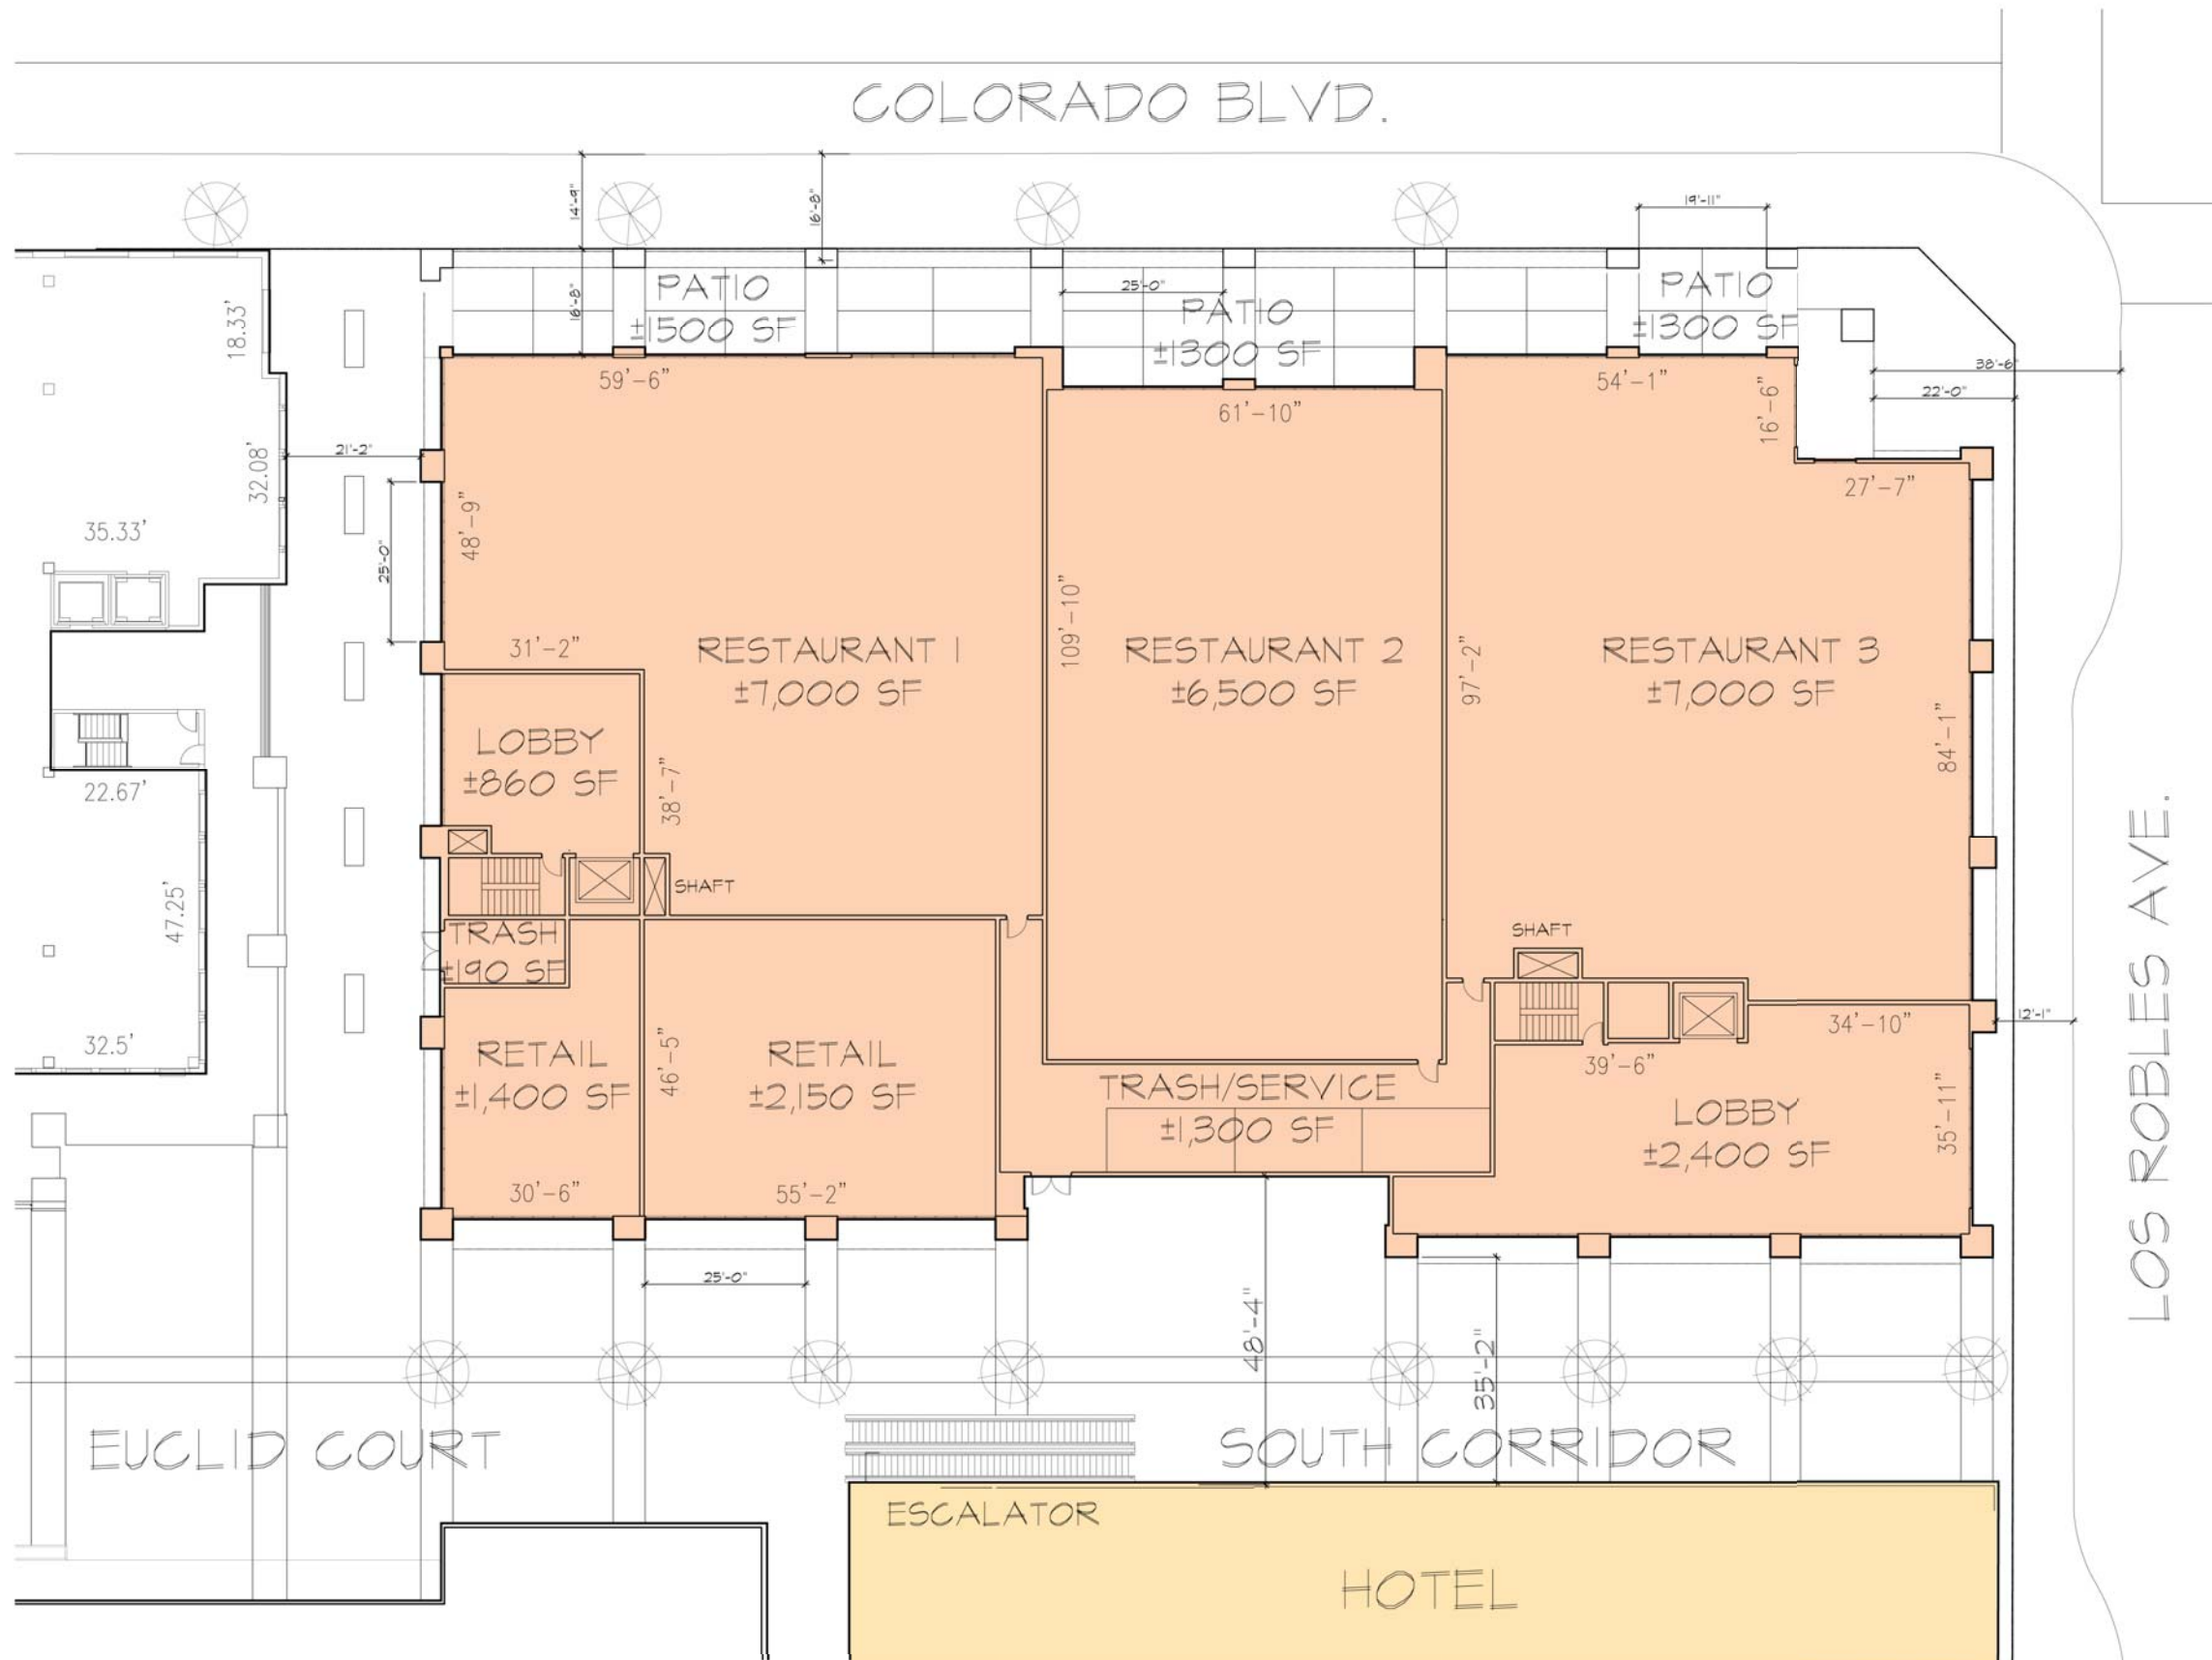 COLORADO BLVD.
14'-9"
16'-8"
19'-11"
16'-8"
PATIO
±1500 SF
25'-0"
PATIO
±1300 SF
PATIO
±1300 SF
18.33'
59'-6"
61'-10"
54'-1"
16'-6"
38'-6
22'-0"
32.08'
21'-2"
35.33'
25'-0"
48'-9"
27'-7"
31'-2"
RESTAURANT 1
±7,000 SF
109'-10"
RESTAURANT 2
±6,500 SF
97'-2"
RESTAURANT 3
±7,000 SF
84'-1"
LOBBY
±860 SF
38'-7"
22.67'
47.25'
32.5'
SHAFT
TRASH
±190 SF
SHAFT
RETAIL
±1,400 SF
30'-6"
46'-5"
RETAIL
±2,150 SF
55'-2"
TRASH/SERVICE
±1,300 SF
39'-6"
34'-10"
LOBBY
±2,400 SF
35'-11"
12'-1"
LOS ROBLES AVE.
25'-0"
48'-4"
35'-2"
EUCLID COURT
SOUTH CORRIDOR
ESCALATOR
HOTEL